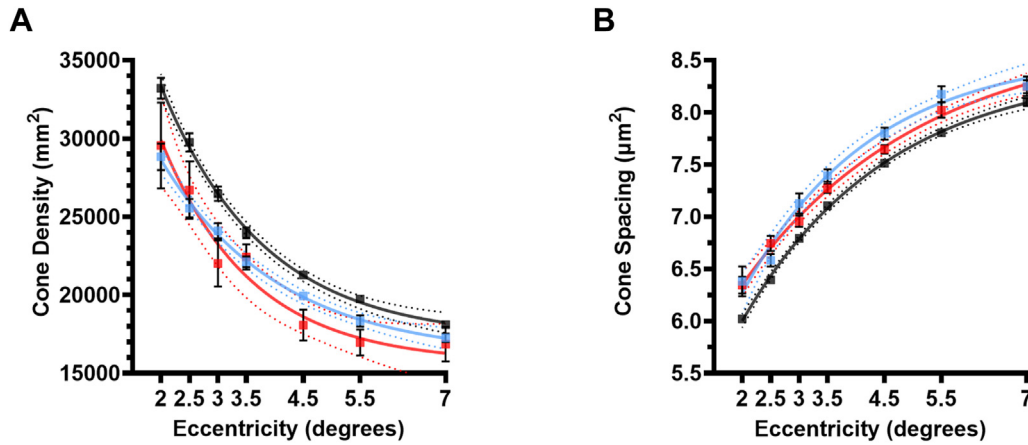 A
Cone Density (mm²)
35000
30000
25000
20000
15000
2 2.5 3 3.5 4.5 5.5 7
Eccentricity (degrees)
B
Cone Spacing (µm²)
8.5
8.0
7.5
7.0
6.5
6.0
5.5
2 2.5 3 3.5 4.5 5.5 7
Eccentricity (degrees)